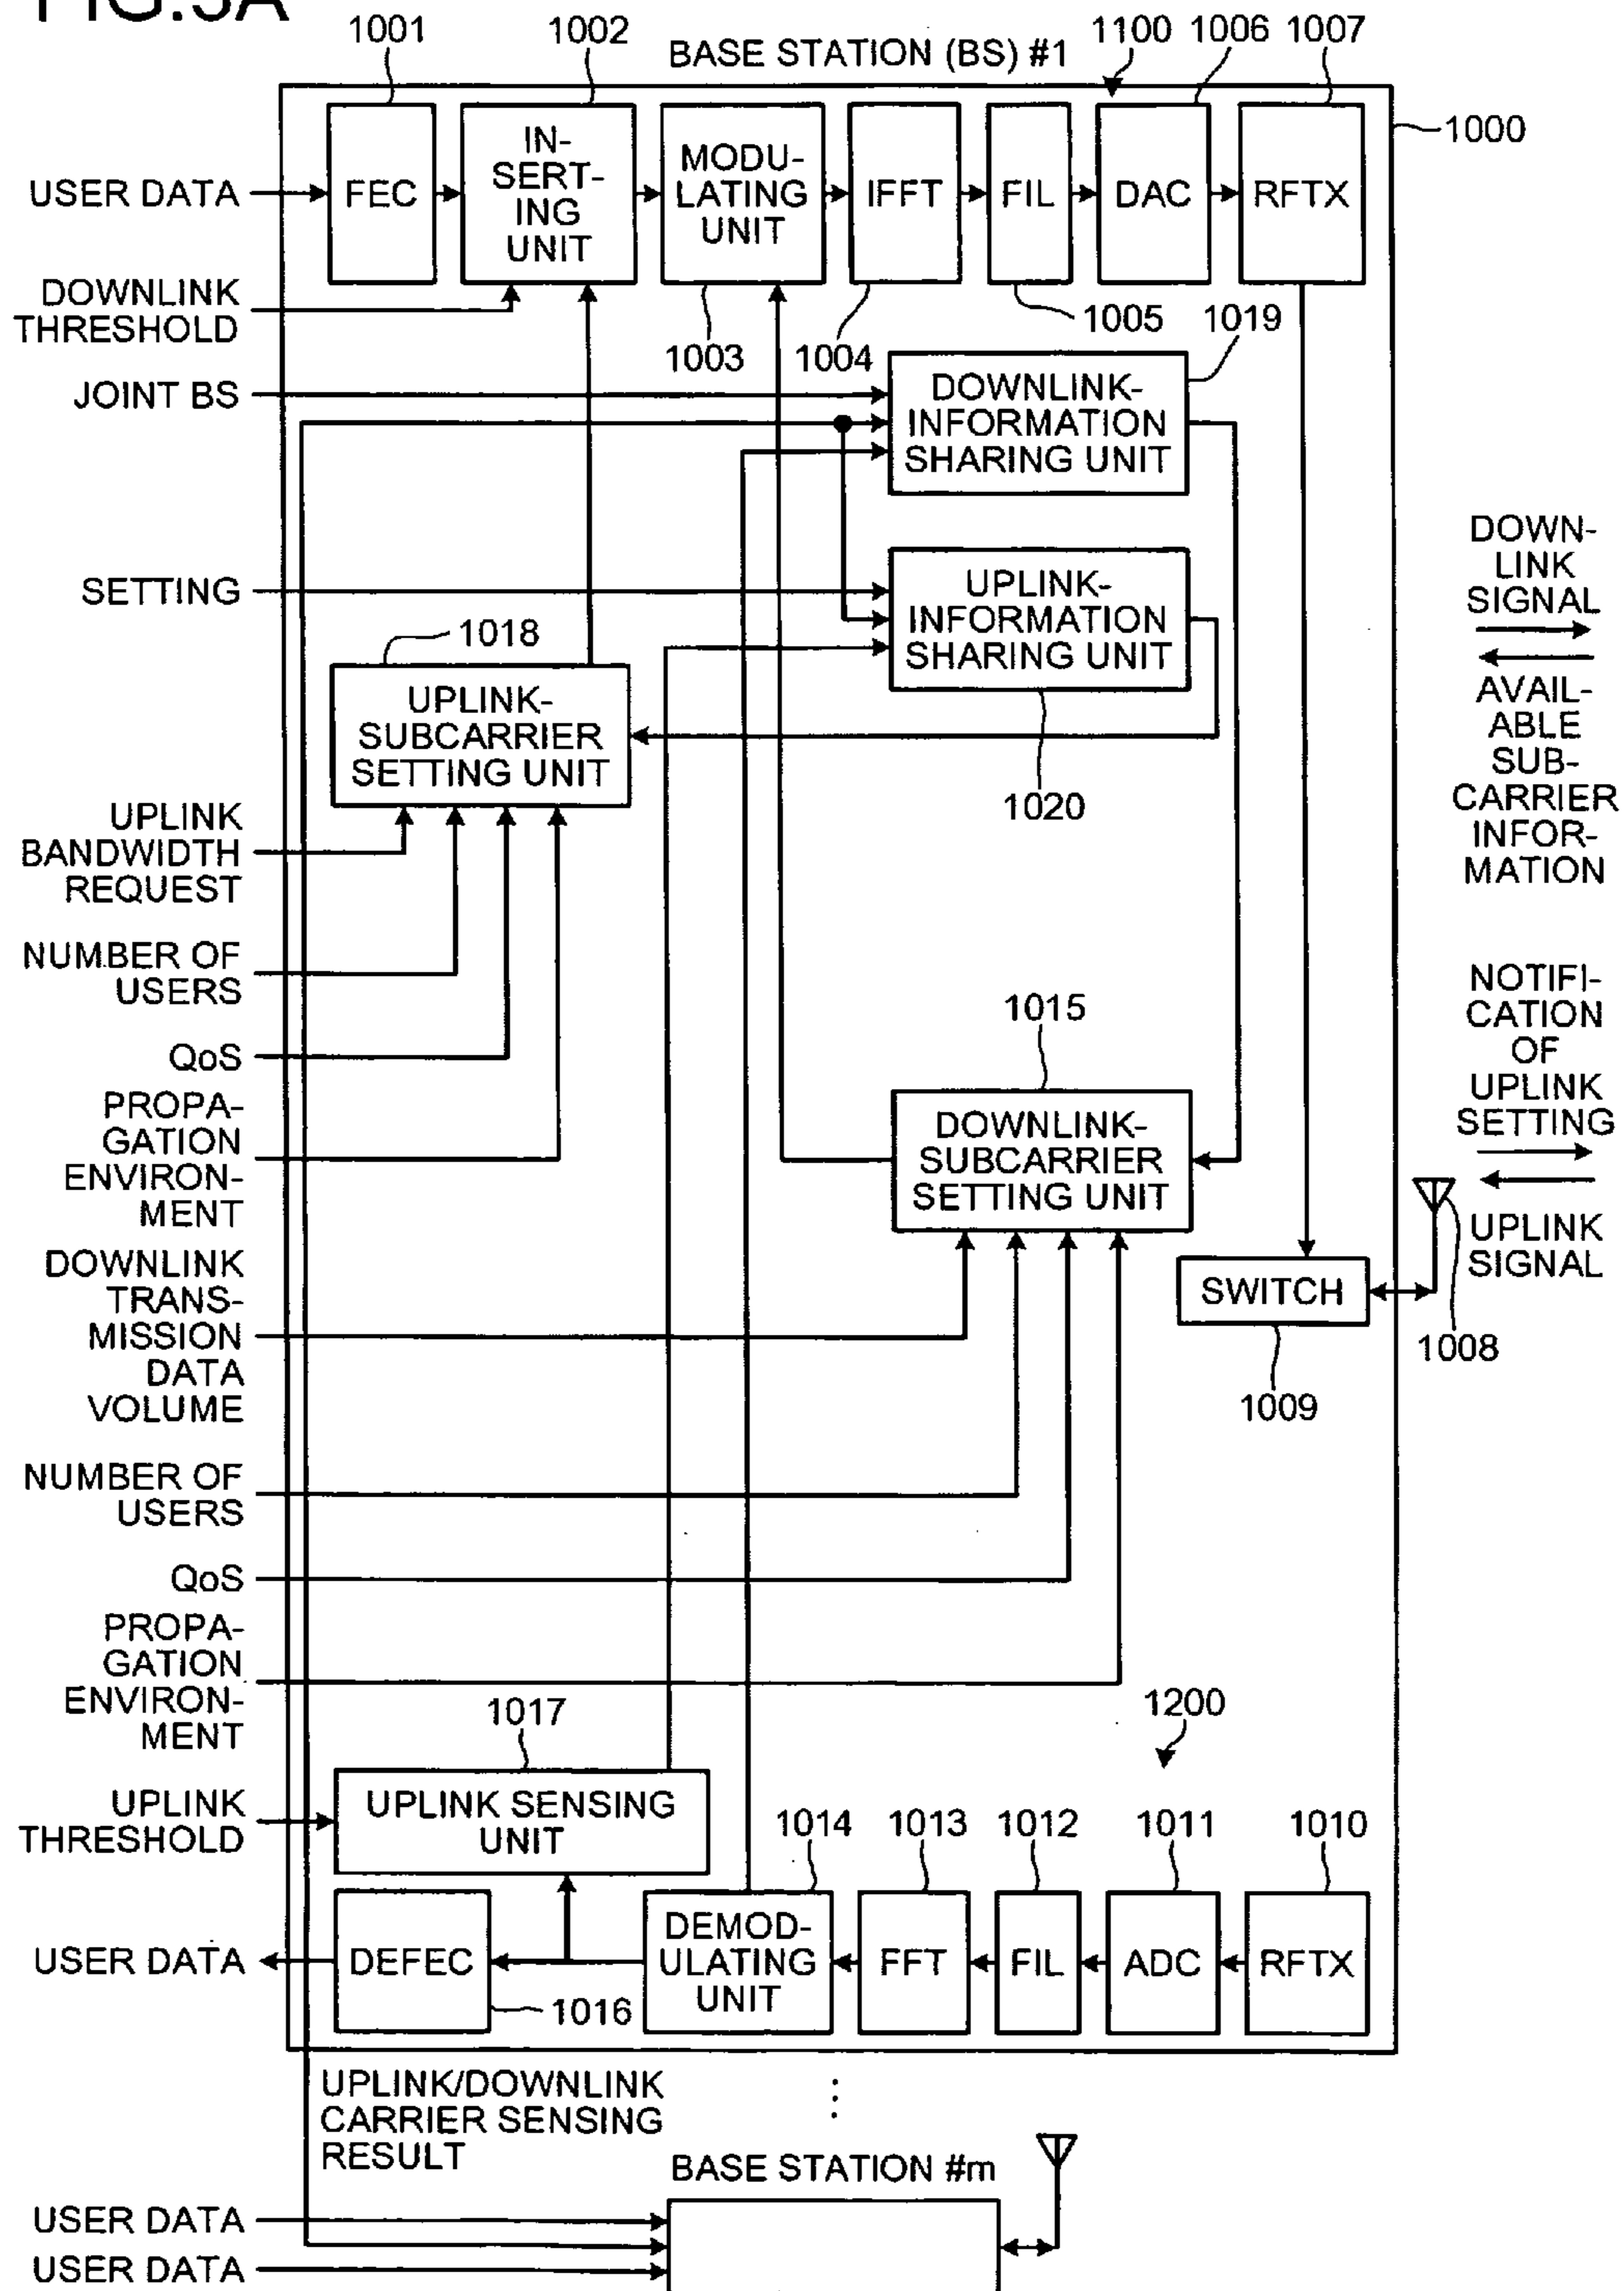 FIG.5A
1001
1002
BASE STATION (BS) #1
1100
1006
1007
1000
USER DATA
FEC
IN-
SERT-
ING
UNIT
MODU-
LATING
UNIT
IFFT
FIL
DAC
RFTX
DOWNLINK
THRESHOLD
1003
1004
1005
1019
JOINT BS
DOWNLINK-
INFORMATION
SHARING UNIT
SETTING
UPLINK-
INFORMATION
SHARING UNIT
1018
UPLINK-
SUBCARRIER
SETTING UNIT
1020
DOWN-
LINK
SIGNAL
AVAIL-
ABLE
SUB-
CARRIER
INFOR-
MATION
UPLINK
BANDWIDTH
REQUEST
NUMBER OF
USERS
QoS
PROPA-
GATION
ENVIRON-
MENT
1015
DOWNLINK-
SUBCARRIER
SETTING UNIT
NOTIFI-
CATION
OF
UPLINK
SETTING
UPLINK
SIGNAL
DOWNLINK
TRANS-
MISSION
DATA
VOLUME
SWITCH
1008
1009
NUMBER OF
USERS
QoS
PROPA-
GATION
ENVIRON-
MENT
1200
1017
UPLINK
THRESHOLD
UPLINK SENSING
UNIT
1014
1013
1012
1011
1010
USER DATA
DEFEC
1016
DEMOD-
ULATING
UNIT
FFT
FIL
ADC
RFTX
UPLINK/DOWNLINK
CARRIER SENSING
RESULT
BASE STATION #m
USER DATA
USER DATA